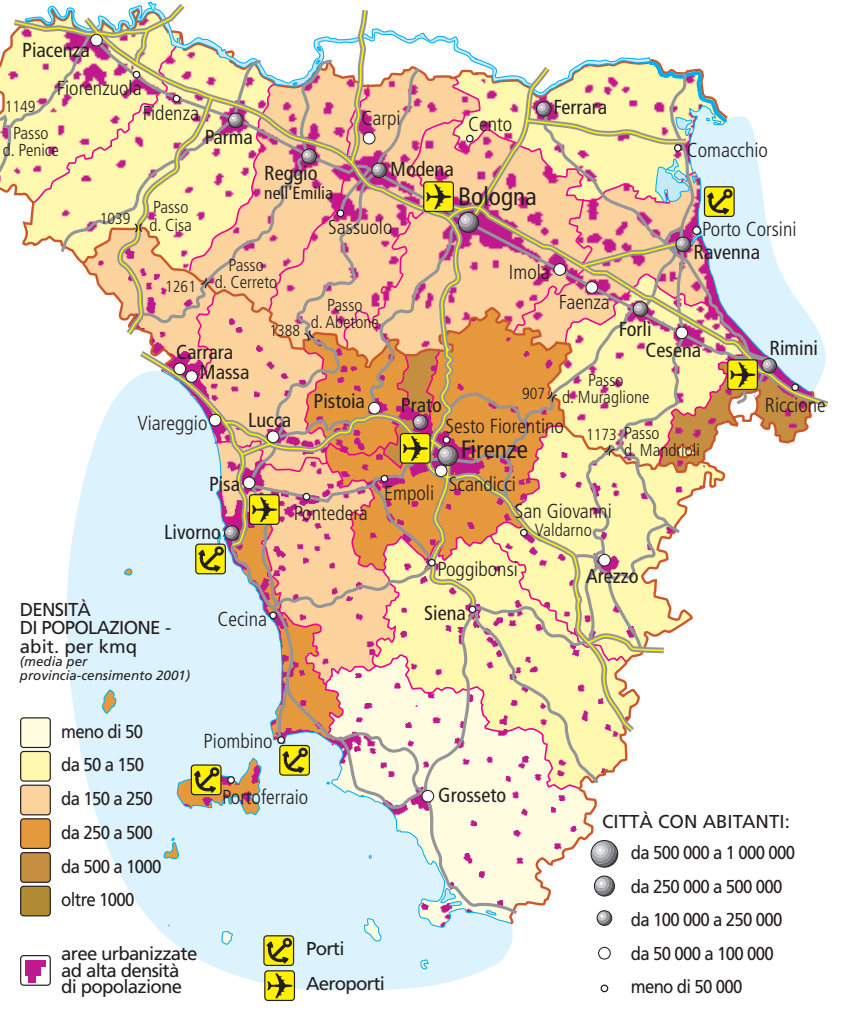 Piacenza
Fiorenzuola
Fidenza
1149
Passo
d. Penice
Parma
Carpi
Cento
Ferrara
Comacchio
Reggio
nell'Emilia
Modena
Bologna
1039
Passo
d. Cisa
Sassuolo
Porto Corsini
Ravenna
1261
Passo
d. Cerreto
Imola
Faenza
Passo
d. Abetone
1388
Forlì
Cesena
Rimini
Riccione
Carrara
Massa
Pistoia
Prato
907
Passo
d. Muraglione
Viareggio
Lucca
Sesto Fiorentino
Firenze
1173
Passo
d. Mandrioli
Pisa
Scandicci
Empoli
Pontedera
San Giovanni
Valdarno
Livorno
Poggibonsi
Arezzo
Cecina
Siena
DENSITÀ
DI POPOLAZIONE -
abit. per kmq
(media per
provincia-censimento 2001)
meno di 50
da 50 a 150
da 150 a 250
da 250 a 500
da 500 a 1000
oltre 1000
aree urbanizzate
ad alta densità
di popolazione
Piombino
Portoferraio
Grosseto
Porti
Aeroporti
CITTÀ CON ABITANTI:
da 500 000 a 1 000 000
da 250 000 a 500 000
da 100 000 a 250 000
da 50 000 a 100 000
meno di 50 000